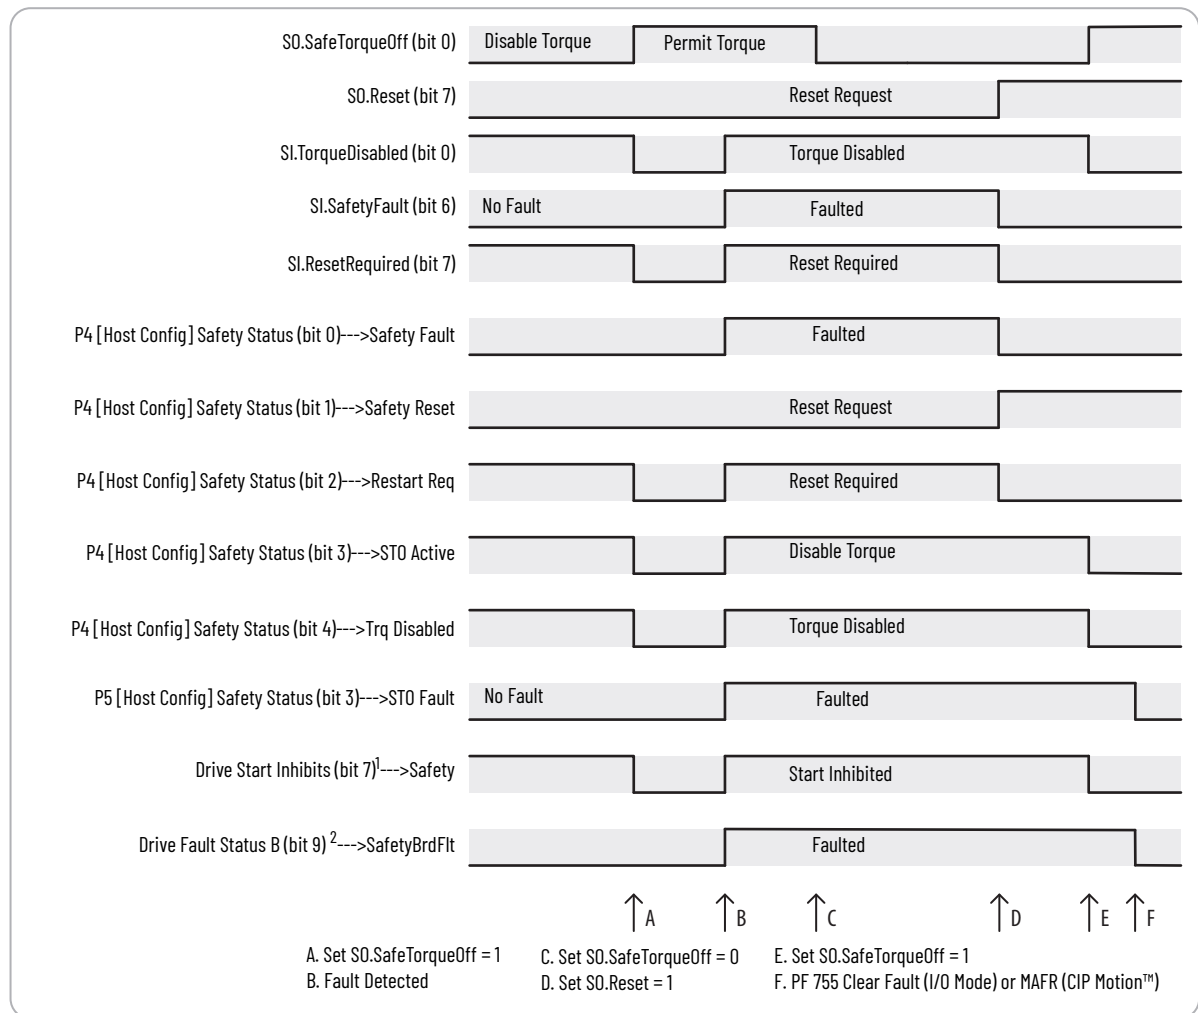 SO.SafeTorqueOff (bit 0) Disable Torque Permit Torque
SO.Reset (bit 7) Reset Request
SI.TorqueDisabled (bit 0) Torque Disabled
SI.SafetyFault (bit 6) No Fault Faulted
SI.ResetRequired (bit 7) Reset Required
P4 [Host Config] Safety Status (bit 0)--->Safety Fault Faulted
P4 [Host Config] Safety Status (bit 1)--->Safety Reset Reset Request
P4 [Host Config] Safety Status (bit 2)--->Restart Req Reset Required
P4 [Host Config] Safety Status (bit 3)--->STO Active Disable Torque
P4 [Host Config] Safety Status (bit 4)--->Trq Disabled Torque Disabled
P5 [Host Config] Safety Status (bit 3)--->STO Fault No Fault Faulted
Drive Start Inhibits (bit 7)1--->Safety Start Inhibited
Drive Fault Status B (bit 9) 2--->SafetyBrdFlt Faulted
A B C D E F
A. Set SO.SafeTorqueOff = 1 C. Set SO.SafeTorqueOff = 0 E. Set SO.SafeTorqueOff = 1
B. Fault Detected D. Set SO.Reset = 1 F. PF 755 Clear Fault (I/O Mode) or MAFR (CIP Motion™)